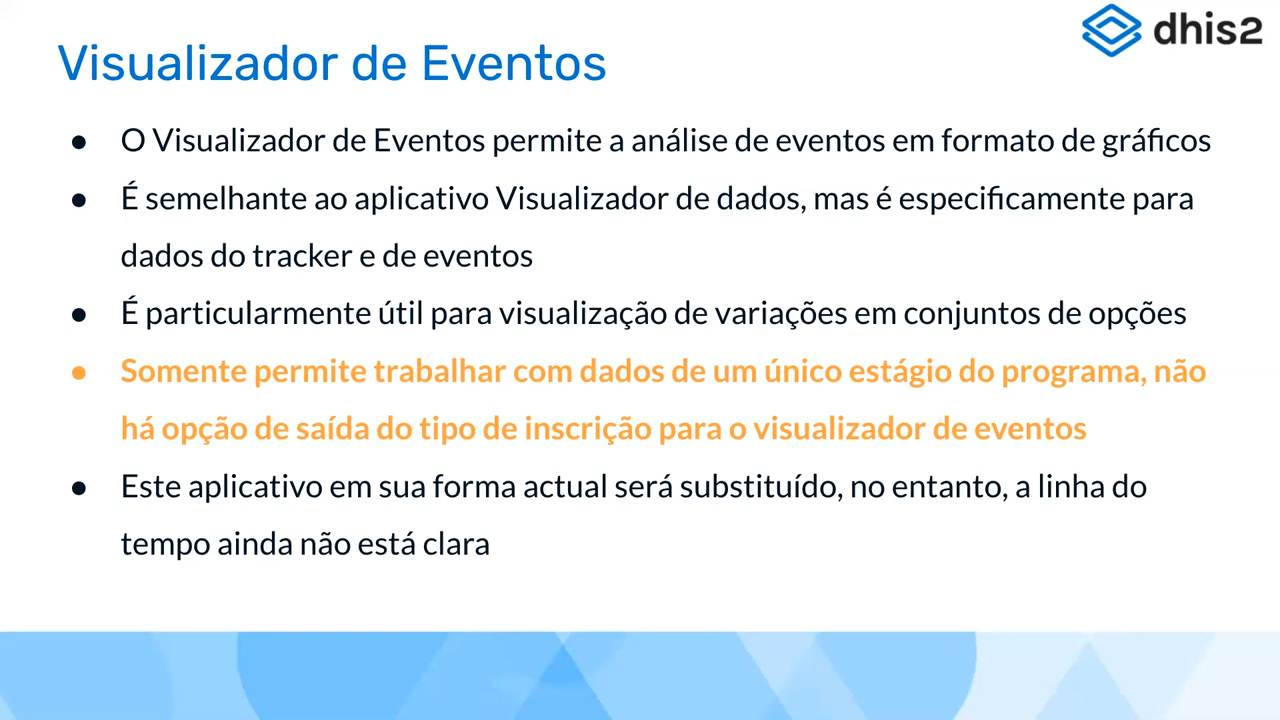 dhis2
Visualizador de Eventos
● O Visualizador de Eventos permite a análise de eventos em formato de gráficos
● É semelhante ao aplicativo Visualizador de dados, mas é especificamente para
dados do tracker e de eventos
● É particularmente útil para visualização de variações em conjuntos de opções
● Somente permite trabalhar com dados de um único estágio do programa, não
há opção de saída do tipo de inscrição para o visualizador de eventos
● Este aplicativo em sua forma actual será substituído, no entanto, a linha do
tempo ainda não está clara